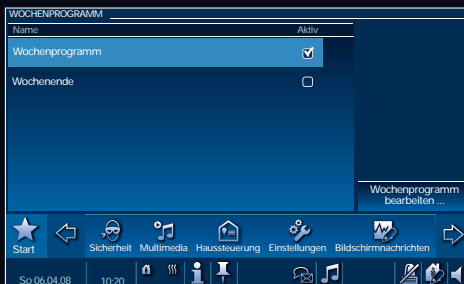 WOCHENPROGRAMM
Name Aktiv
Wochenprogramm
Wochenende
Wochenprogramm
bearbeiten ...
Start Sicherheit Multimedia Haussteuerung Einstellungen Bildschirmnachrichten
So 06.04.08 10:20